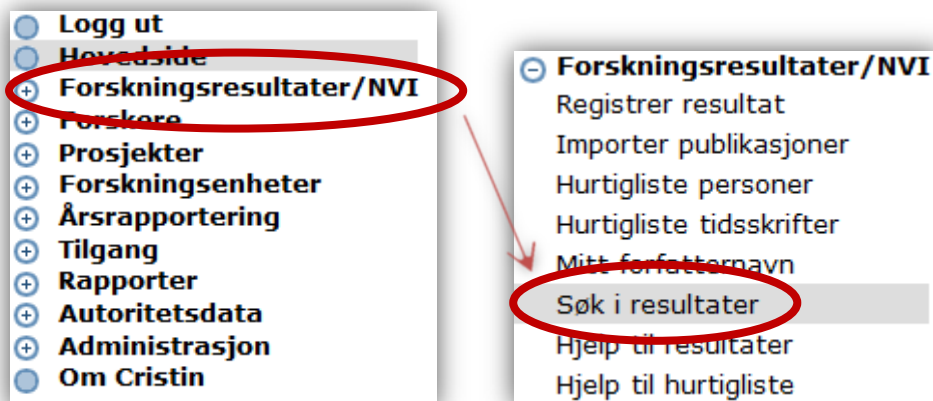 Logg ut
Hovedside
Forskningsresultater/NVI
Forskere
Prosjekter
Forskningsenheter
Årsrapportering
Tilgang
Rapporter
Autoritetsdata
Administrasjon
Om Cristin
Forskningsresultater/NVI
Registrer resultat
Importer publikasjoner
Hurtigliste personer
Hurtigliste tidsskrifter
Mitt forfatternavn
Søk i resultater
Hjelp til resultater
Hjelp til hurtigliste